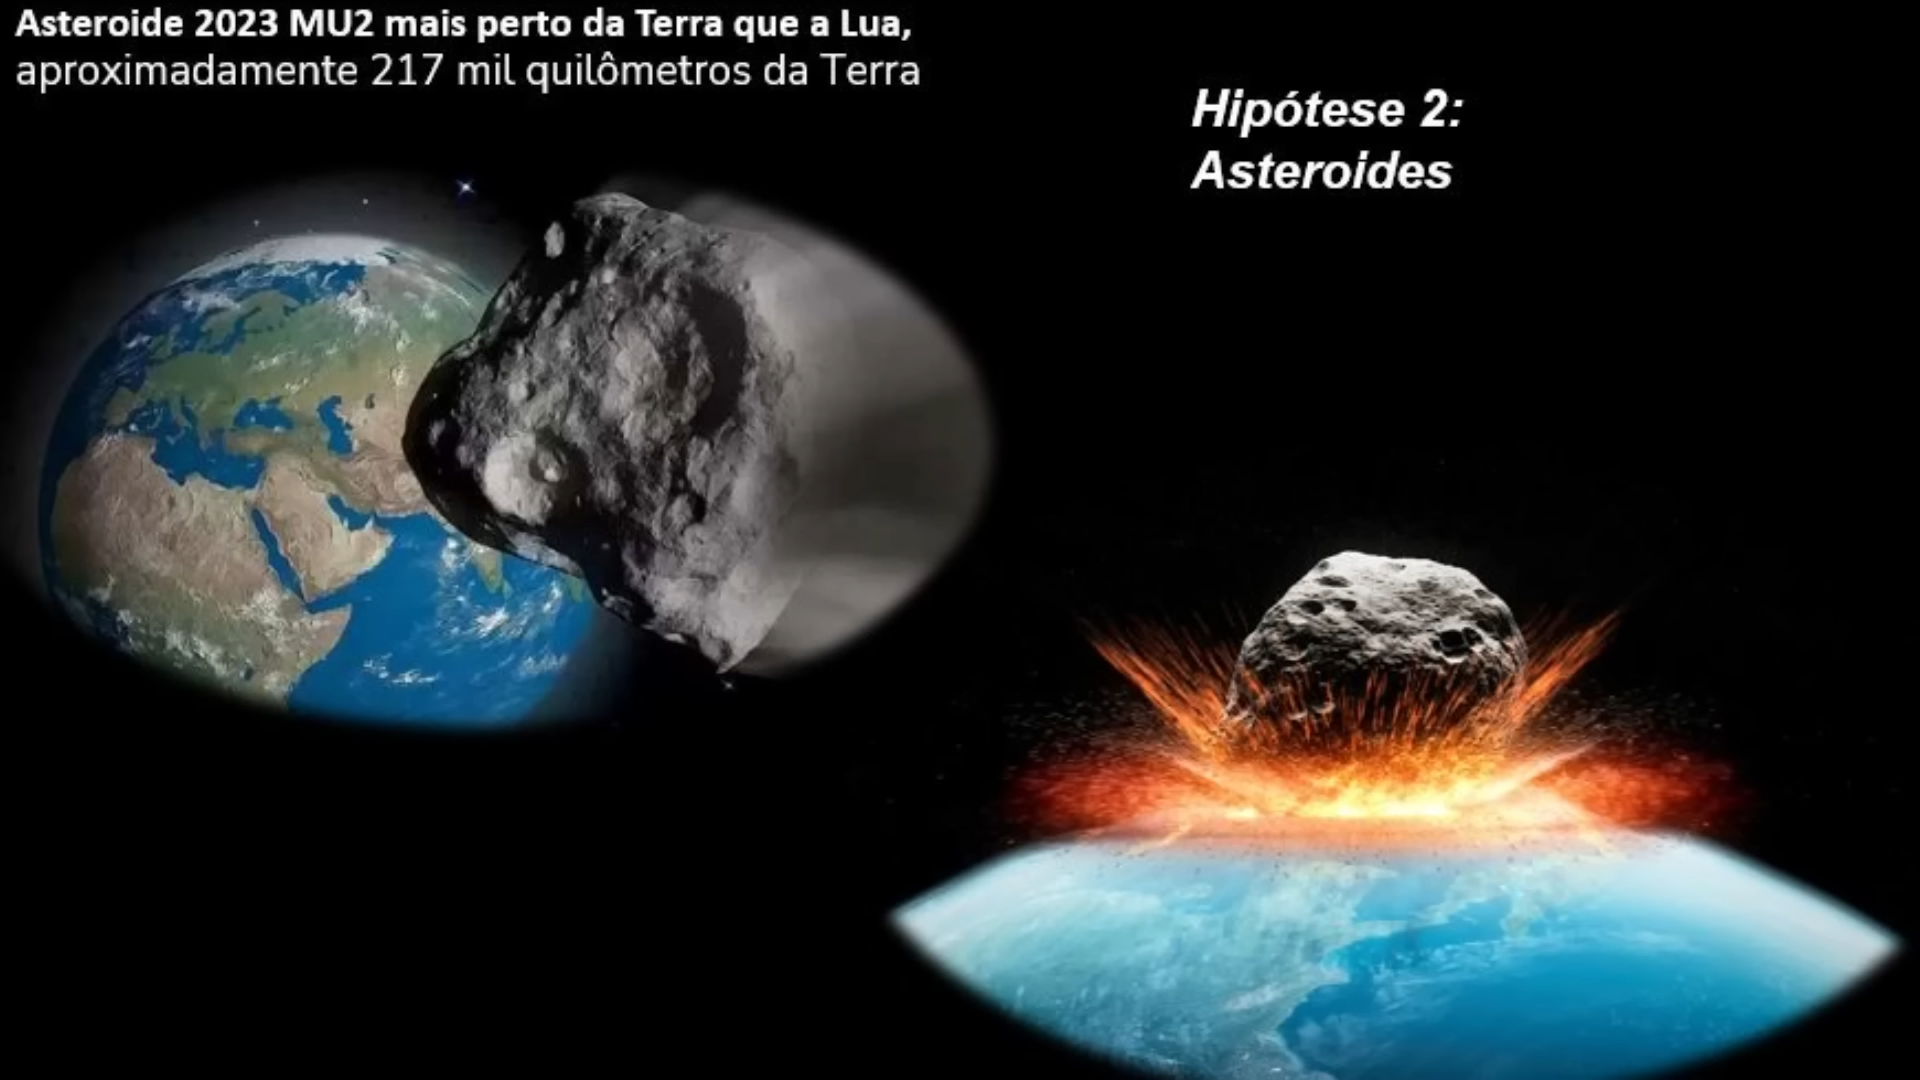 Asteroide 2023 MU2 mais perto da Terra que a Lua,
aproximadamente 217 mil quilômetros da Terra
Hipótese 2:
Asteroides